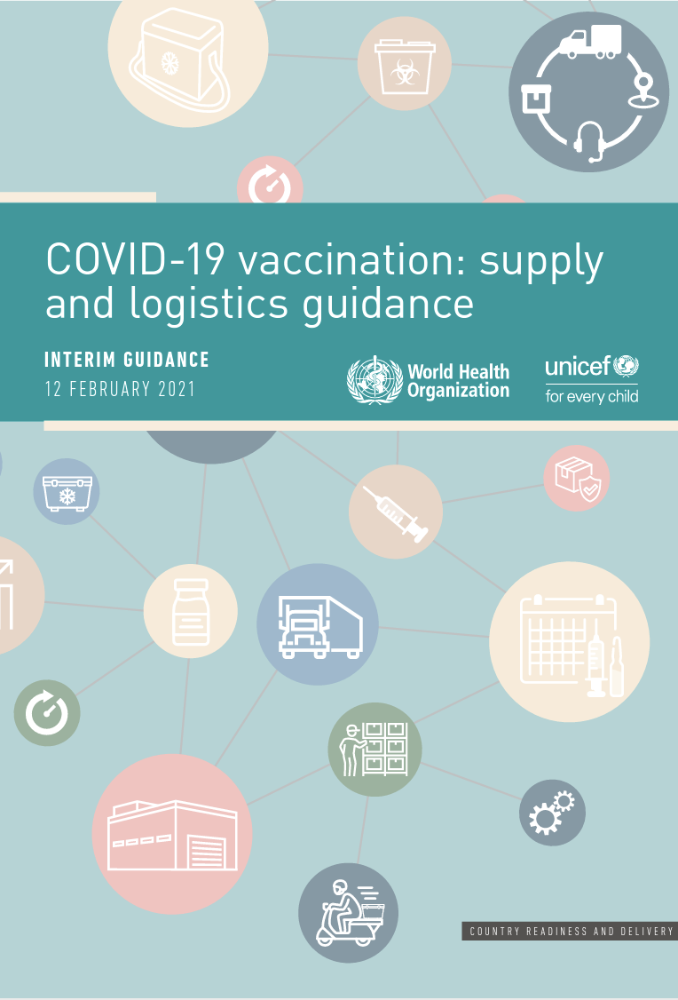 COVID-19 vaccination: supply
and logistics guidance
INTERIM GUIDANCE
12 FEBRUARY 2021
World Health
Organization
unicef
for every child
COUNTRY READINESS AND DELIVERY